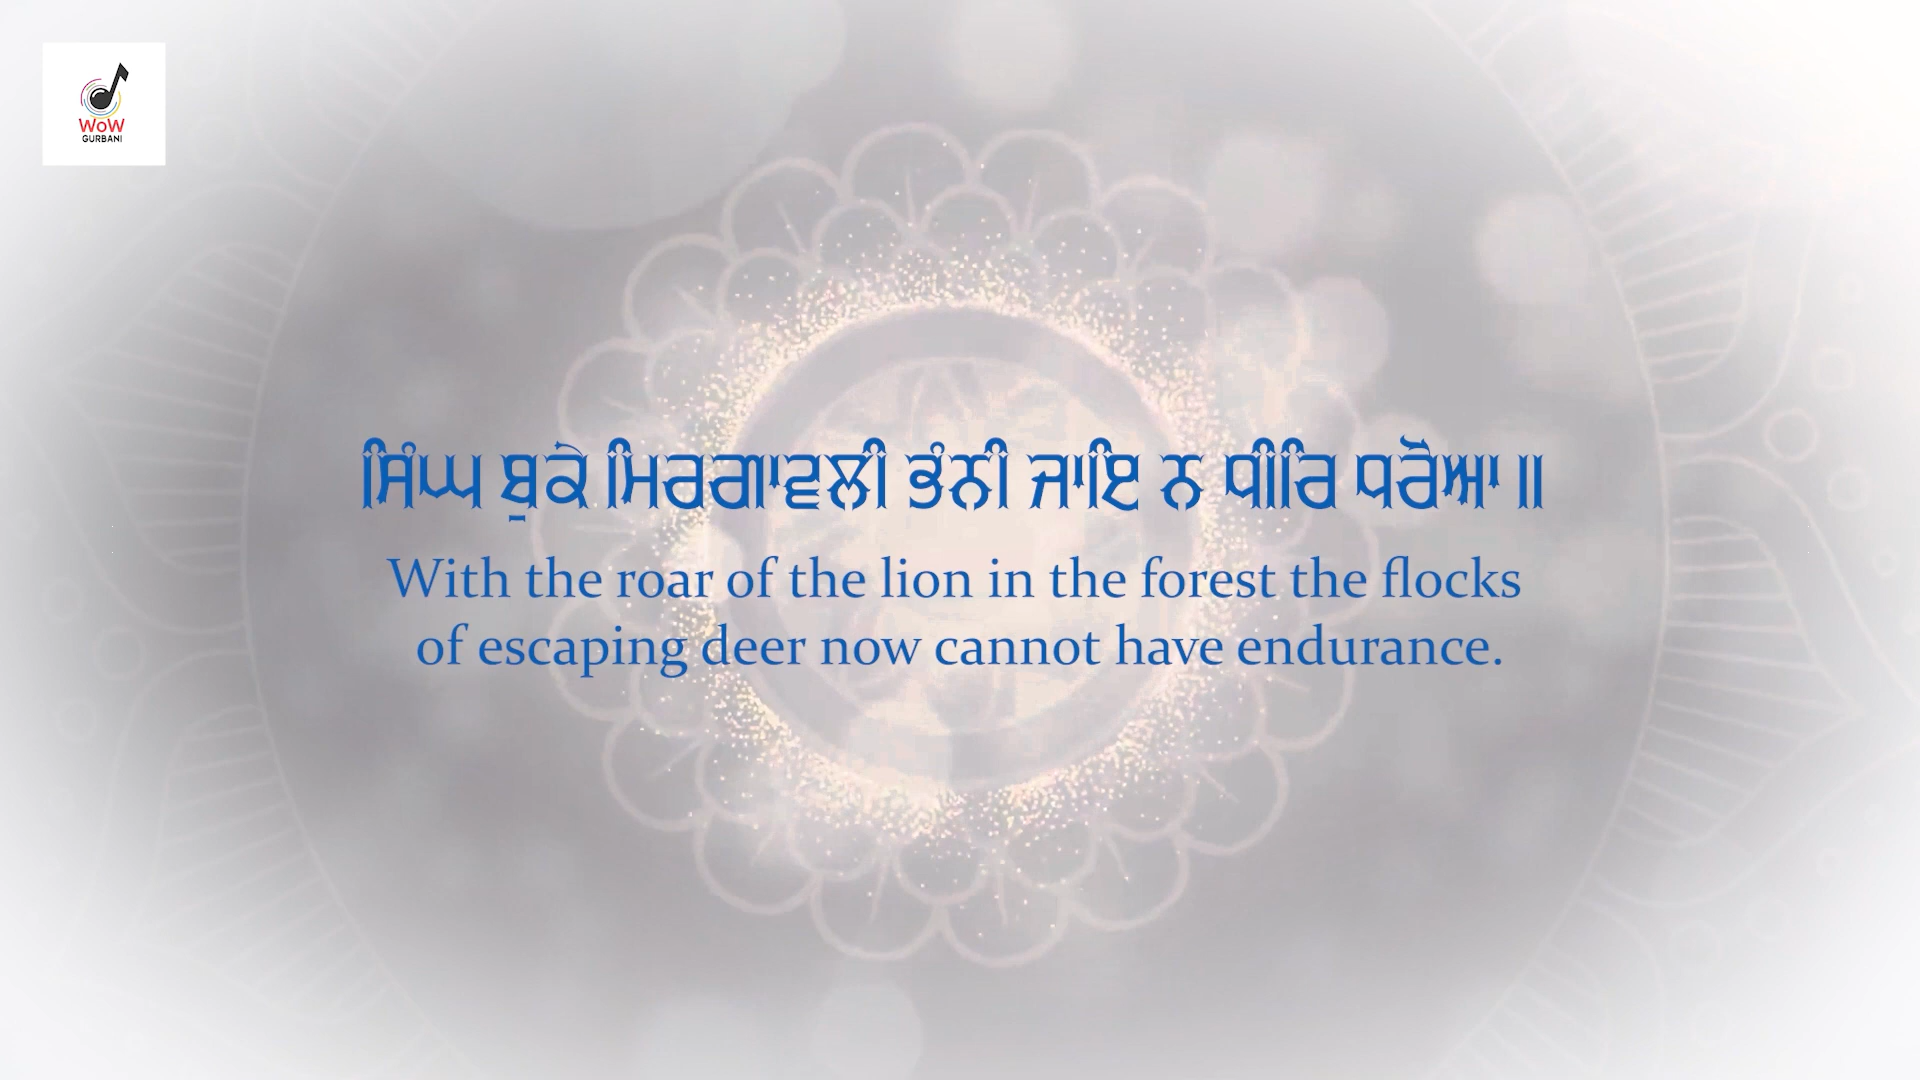 WoW
GURBANI
ਸਿੰਘ ਬੁਕੇ ਮਿਰਗਾਵਲੀ ਭੰਨੀ ਜਾਇ ਨ ਧੀਰਿ ਧਰੋਆ ॥
With the roar of the lion in the forest the flocks
of escaping deer now cannot have endurance.